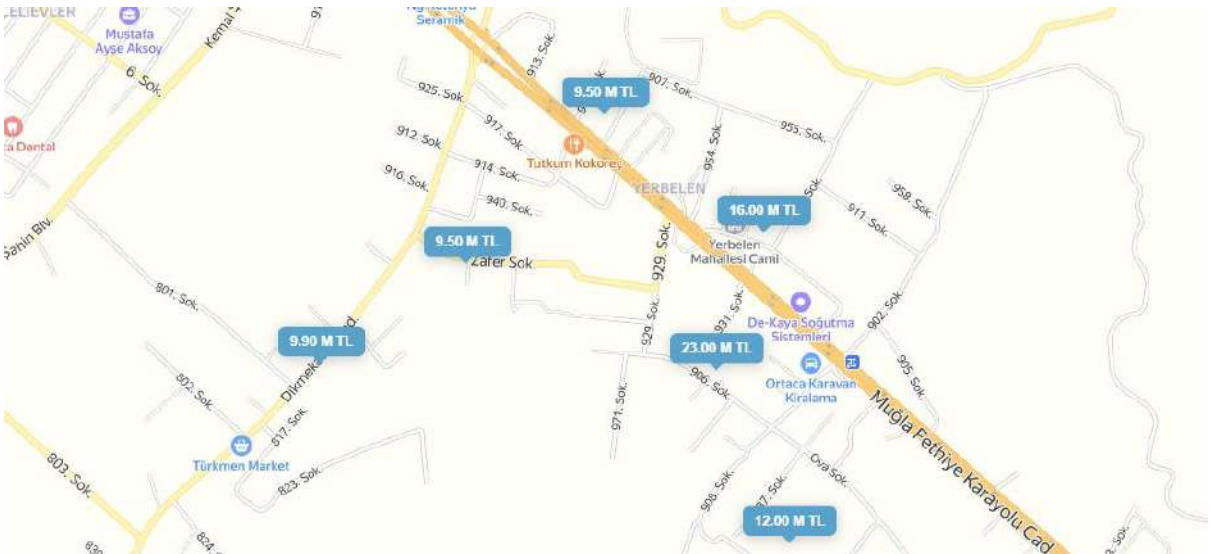 Seramik
Mustafa
Ayşe Aksoy
6. Sok.
913. Sok.
907. Sok.
925. Sok.
9.50 M TL
917. Sok.
955. Sok.
912. Sok.
Tutkum Kokoreç
954. Sok.
914. Sok.
916. Sok.
YERBELEN
958. Sok.
940. Sok.
16.00 M TL
911. Sok.
9.50 M TL
Yerbelen
Mahallesi Cami
Zafer Sok.
929. Sok.
Şahin Blv.
801. Sok.
931. Sok.
De-Kaya Soğutma
Sistemleri
902. Sok.
929. Sok.
9.90 M TL
23.00 M TL
Ortaca Karavan
Kiralama
905. Sok.
906. Sok.
802. Sok.
971. Sok.
817. Sok.
Türkmen Market
Muğla Fethiye Karayolu Cad
803. Sok.
823. Sok.
Ova Sok.
908. Sok.
12.00 M TL
824. Sok.